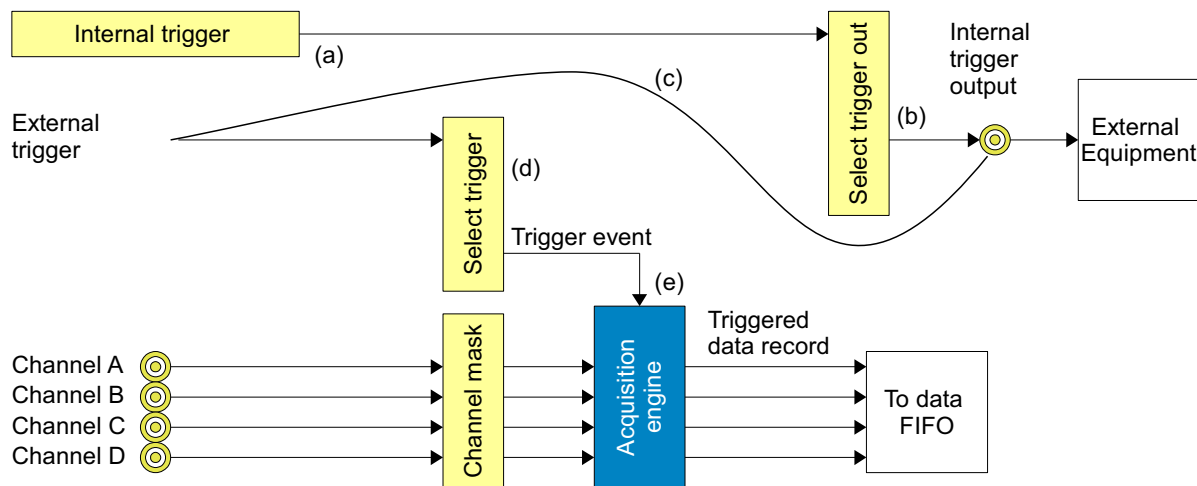 Internal trigger
(a)
Select trigger out
Internal
trigger
output
(c)
(b)
External
trigger
External
Equipment
Select trigger
(d)
Trigger event
(e)
Channel A
Channel B
Channel C
Channel D
Channel mask
Acquisition
engine
Triggered
data record
To data
FIFO